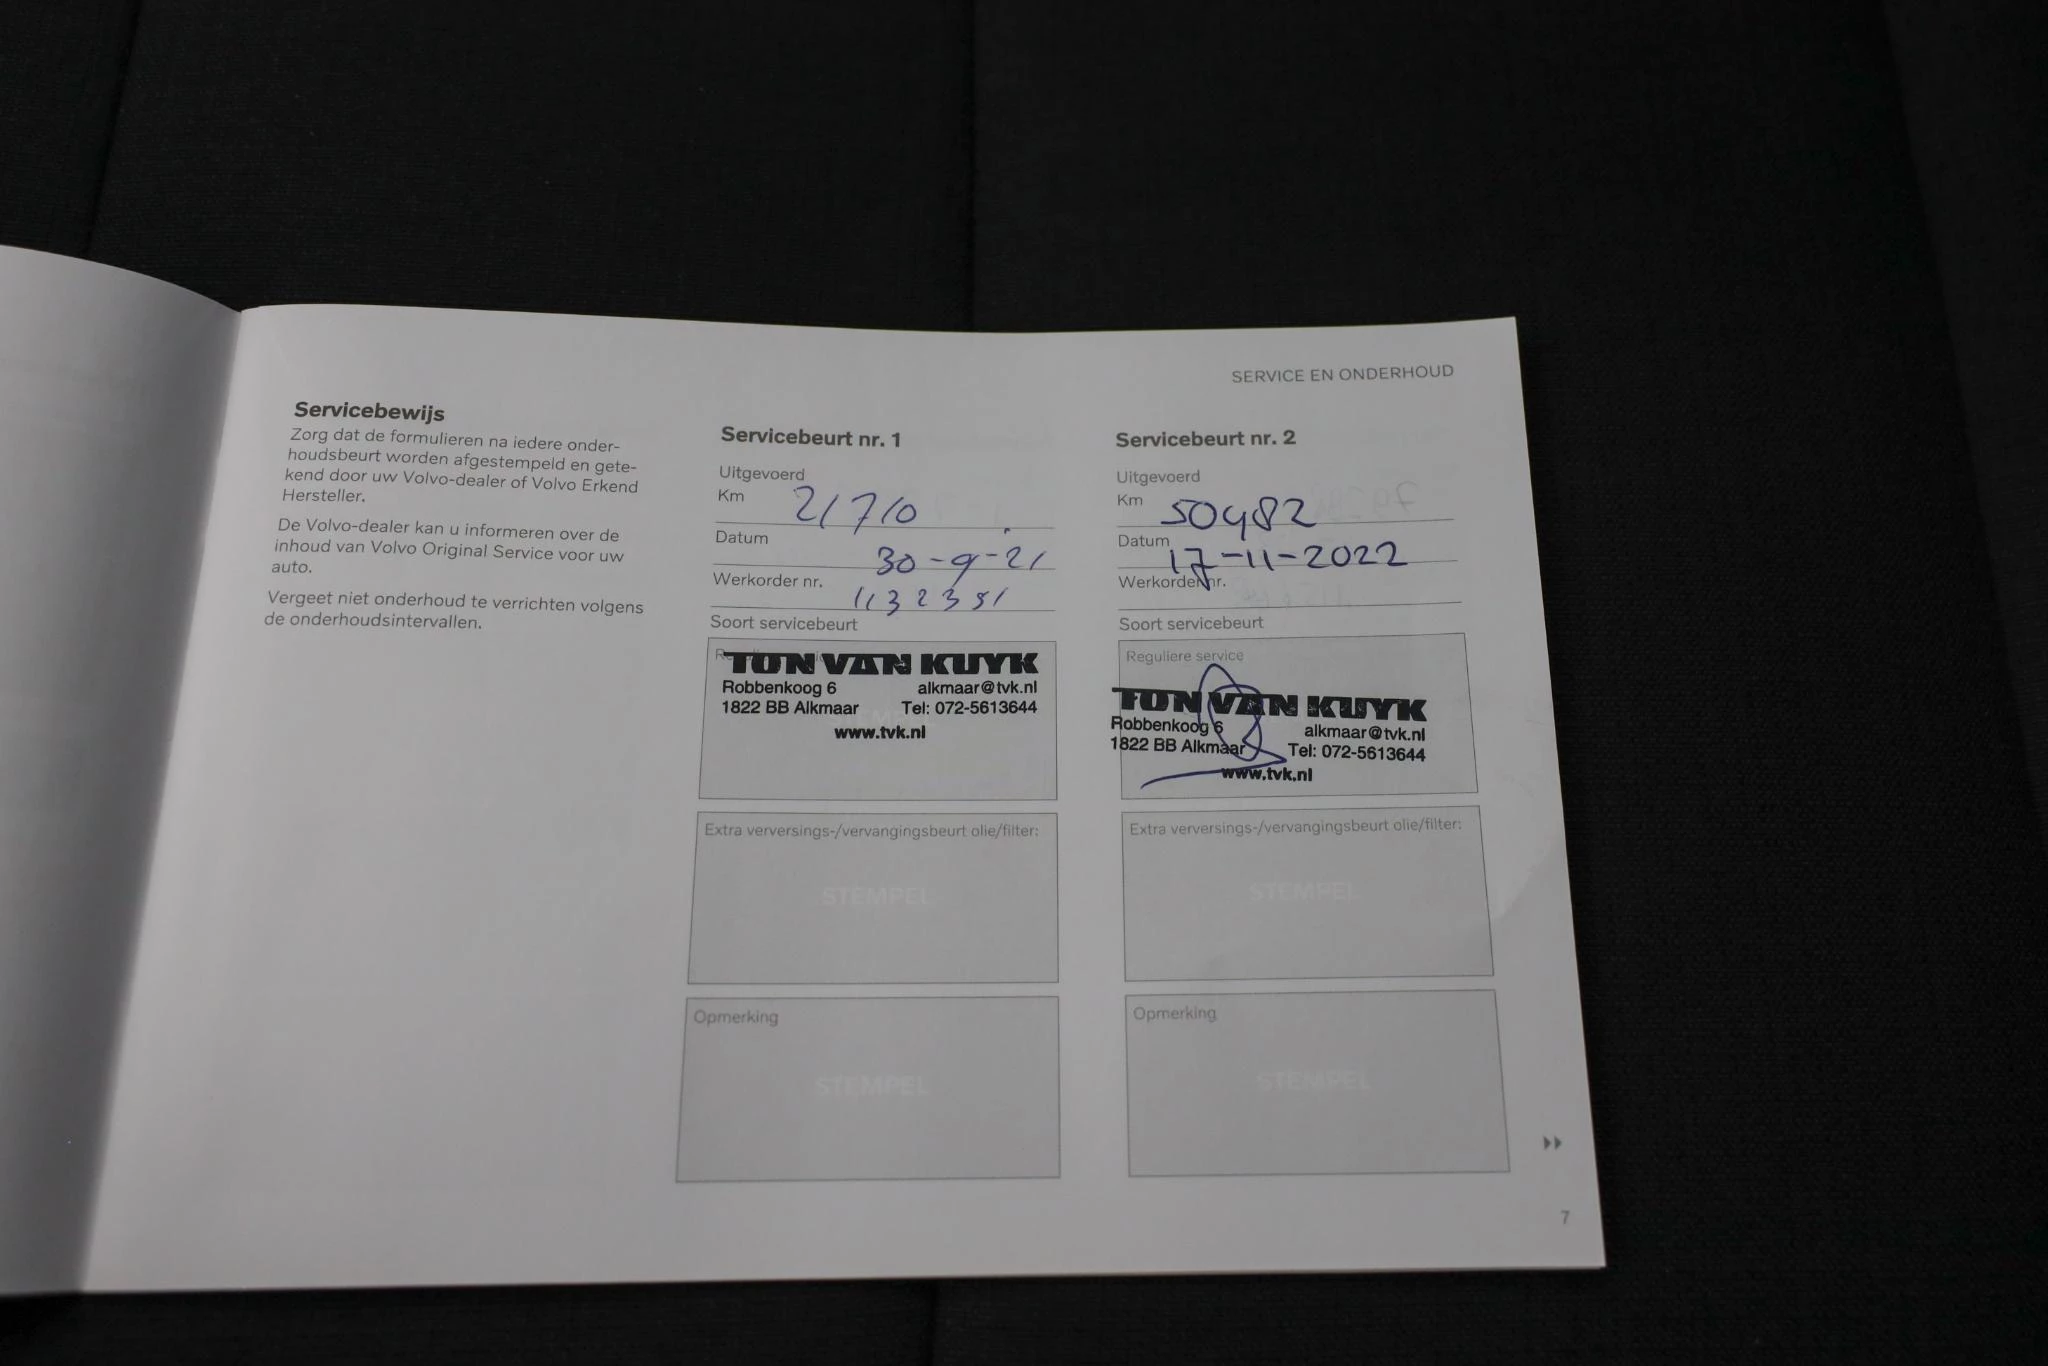 SERVICE EN ONDERHOUD
Servicebewijs
Zorg dat de formulieren na iedere onder-
houdsbeurt worden afgestempeld en gete-
kend door uw Volvo-dealer of Volvo Erkend
Hersteller.
De Volvo-dealer kan u informeren over de
inhoud van Volvo Original Service voor uw
auto.
Vergeet niet onderhoud te verrichten volgens
de onderhoudsintervallen.
Servicebeurt nr. 1
Uitgevoerd
Km 21710
Datum 30-9-21
Werkorder nr. 1132351
Soort servicebeurt
TON VAN KUYK
Robbenkoog 6 alkmaar@tvk.nl
1822 BB Alkmaar Tel: 072-5613644
www.tvk.nl
Extra verversings-/vervangingsbeurt olie/filter:
STEMPEL
Opmerking
STEMPEL
Servicebeurt nr. 2
Uitgevoerd
Km 50982
Datum 17-11-2022
Werkorder nr.
Soort servicebeurt
Reguliere service
TON VAN KUYK
Robbenkoog 6 alkmaar@tvk.nl
1822 BB Alkmaar Tel: 072-5613644
www.tvk.nl
Extra verversings-/vervangingsbeurt olie/filter:
STEMPEL
Opmerking
STEMPEL
7